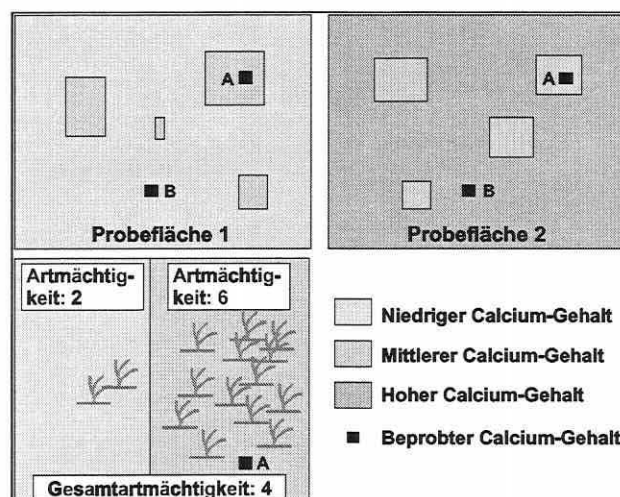 A
B
Probefläche 1
A
B
Probefläche 2
Artmächtig-
keit: 2
Artmächtig-
keit: 6
A
Gesamtartmächtigkeit: 4
Niedriger Calcium-Gehalt
Mittlerer Calcium-Gehalt
Hoher Calcium-Gehalt
Beprobter Calcium-Gehalt